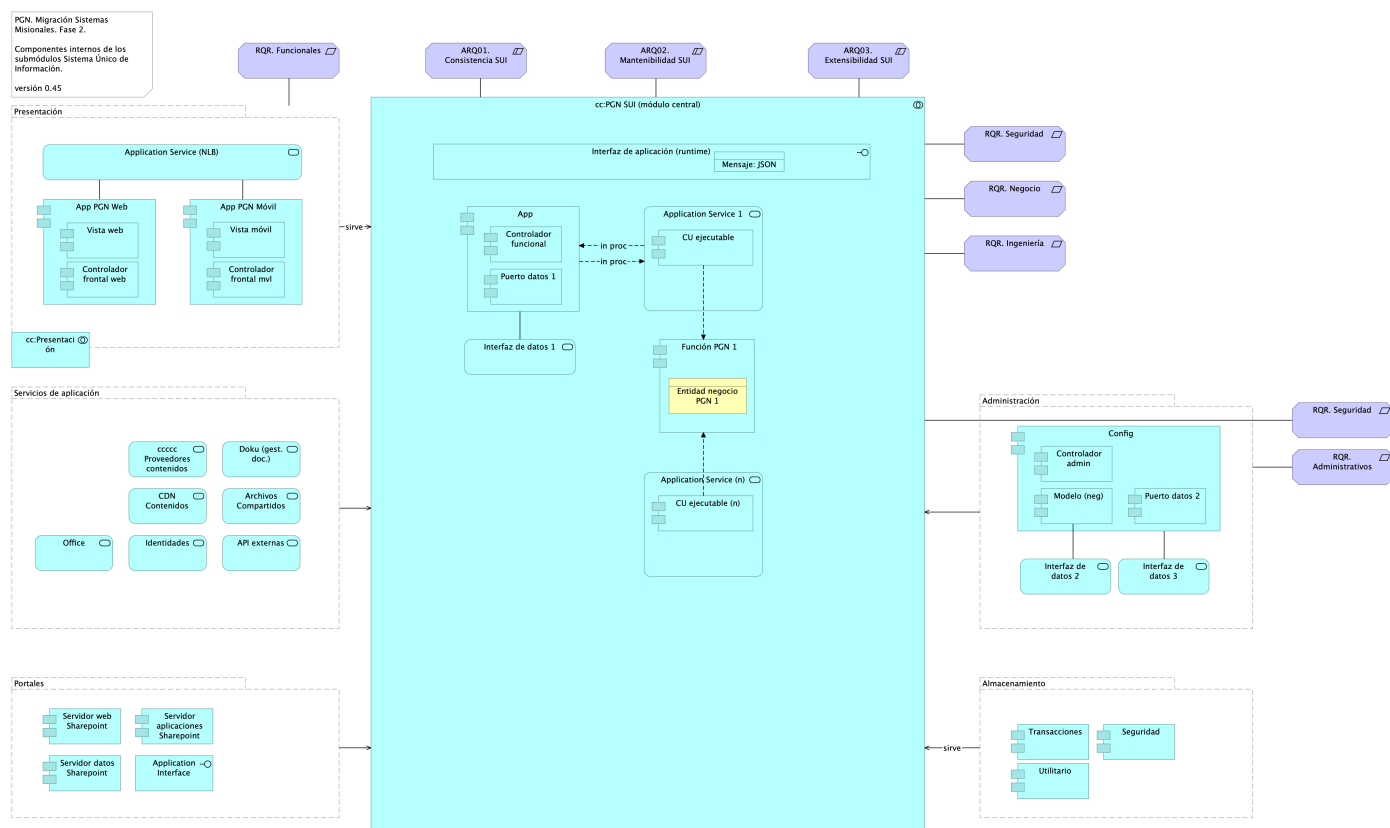 PGN. Migración Sistemas
Misionales. Fase 2.
Componentes internos de los
submódulos Sistema Único de
Información.
versión 0.45
RQR. Funcionales
ARQ01.
Consistencia SUI
ARQ02.
Mantenibilidad SUI
ARQ03.
Extensibilidad SUI
Presentación
Application Service (NLB)
App PGN Web
Vista web
Controlador
frontal web
App PGN Móvil
Vista móvil
Controlador
frontal mvl
cc:Presentaci
ón
sirve
cc:PGN SUI (módulo central)
Interfaz de aplicación (runtime)
Mensaje: JSON
App
Controlador
funcional
Puerto datos 1
Interfaz de datos 1
in proc
in proc
Application Service 1
CU ejecutable
Función PGN 1
Entidad negocio
PGN 1
Application Service (n)
CU ejecutable (n)
RQR. Seguridad
RQR. Negocio
RQR. Ingeniería
Servicios de aplicación
ccccc
Proveedores
contenidos
Doku (gest.
doc.)
CDN
Contenidos
Archivos
Compartidos
Office
Identidades
API externas
Administración
Config
Controlador
admin
Modelo (neg)
Puerto datos 2
Interfaz de
datos 2
Interfaz de
datos 3
RQR. Seguridad
RQR.
Administrativos
Portales
Servidor web
Sharepoint
Servidor
aplicaciones
Sharepoint
Servidor datos
Sharepoint
Application
Interface
Almacenamiento
sirve
Transacciones
Seguridad
Utilitario